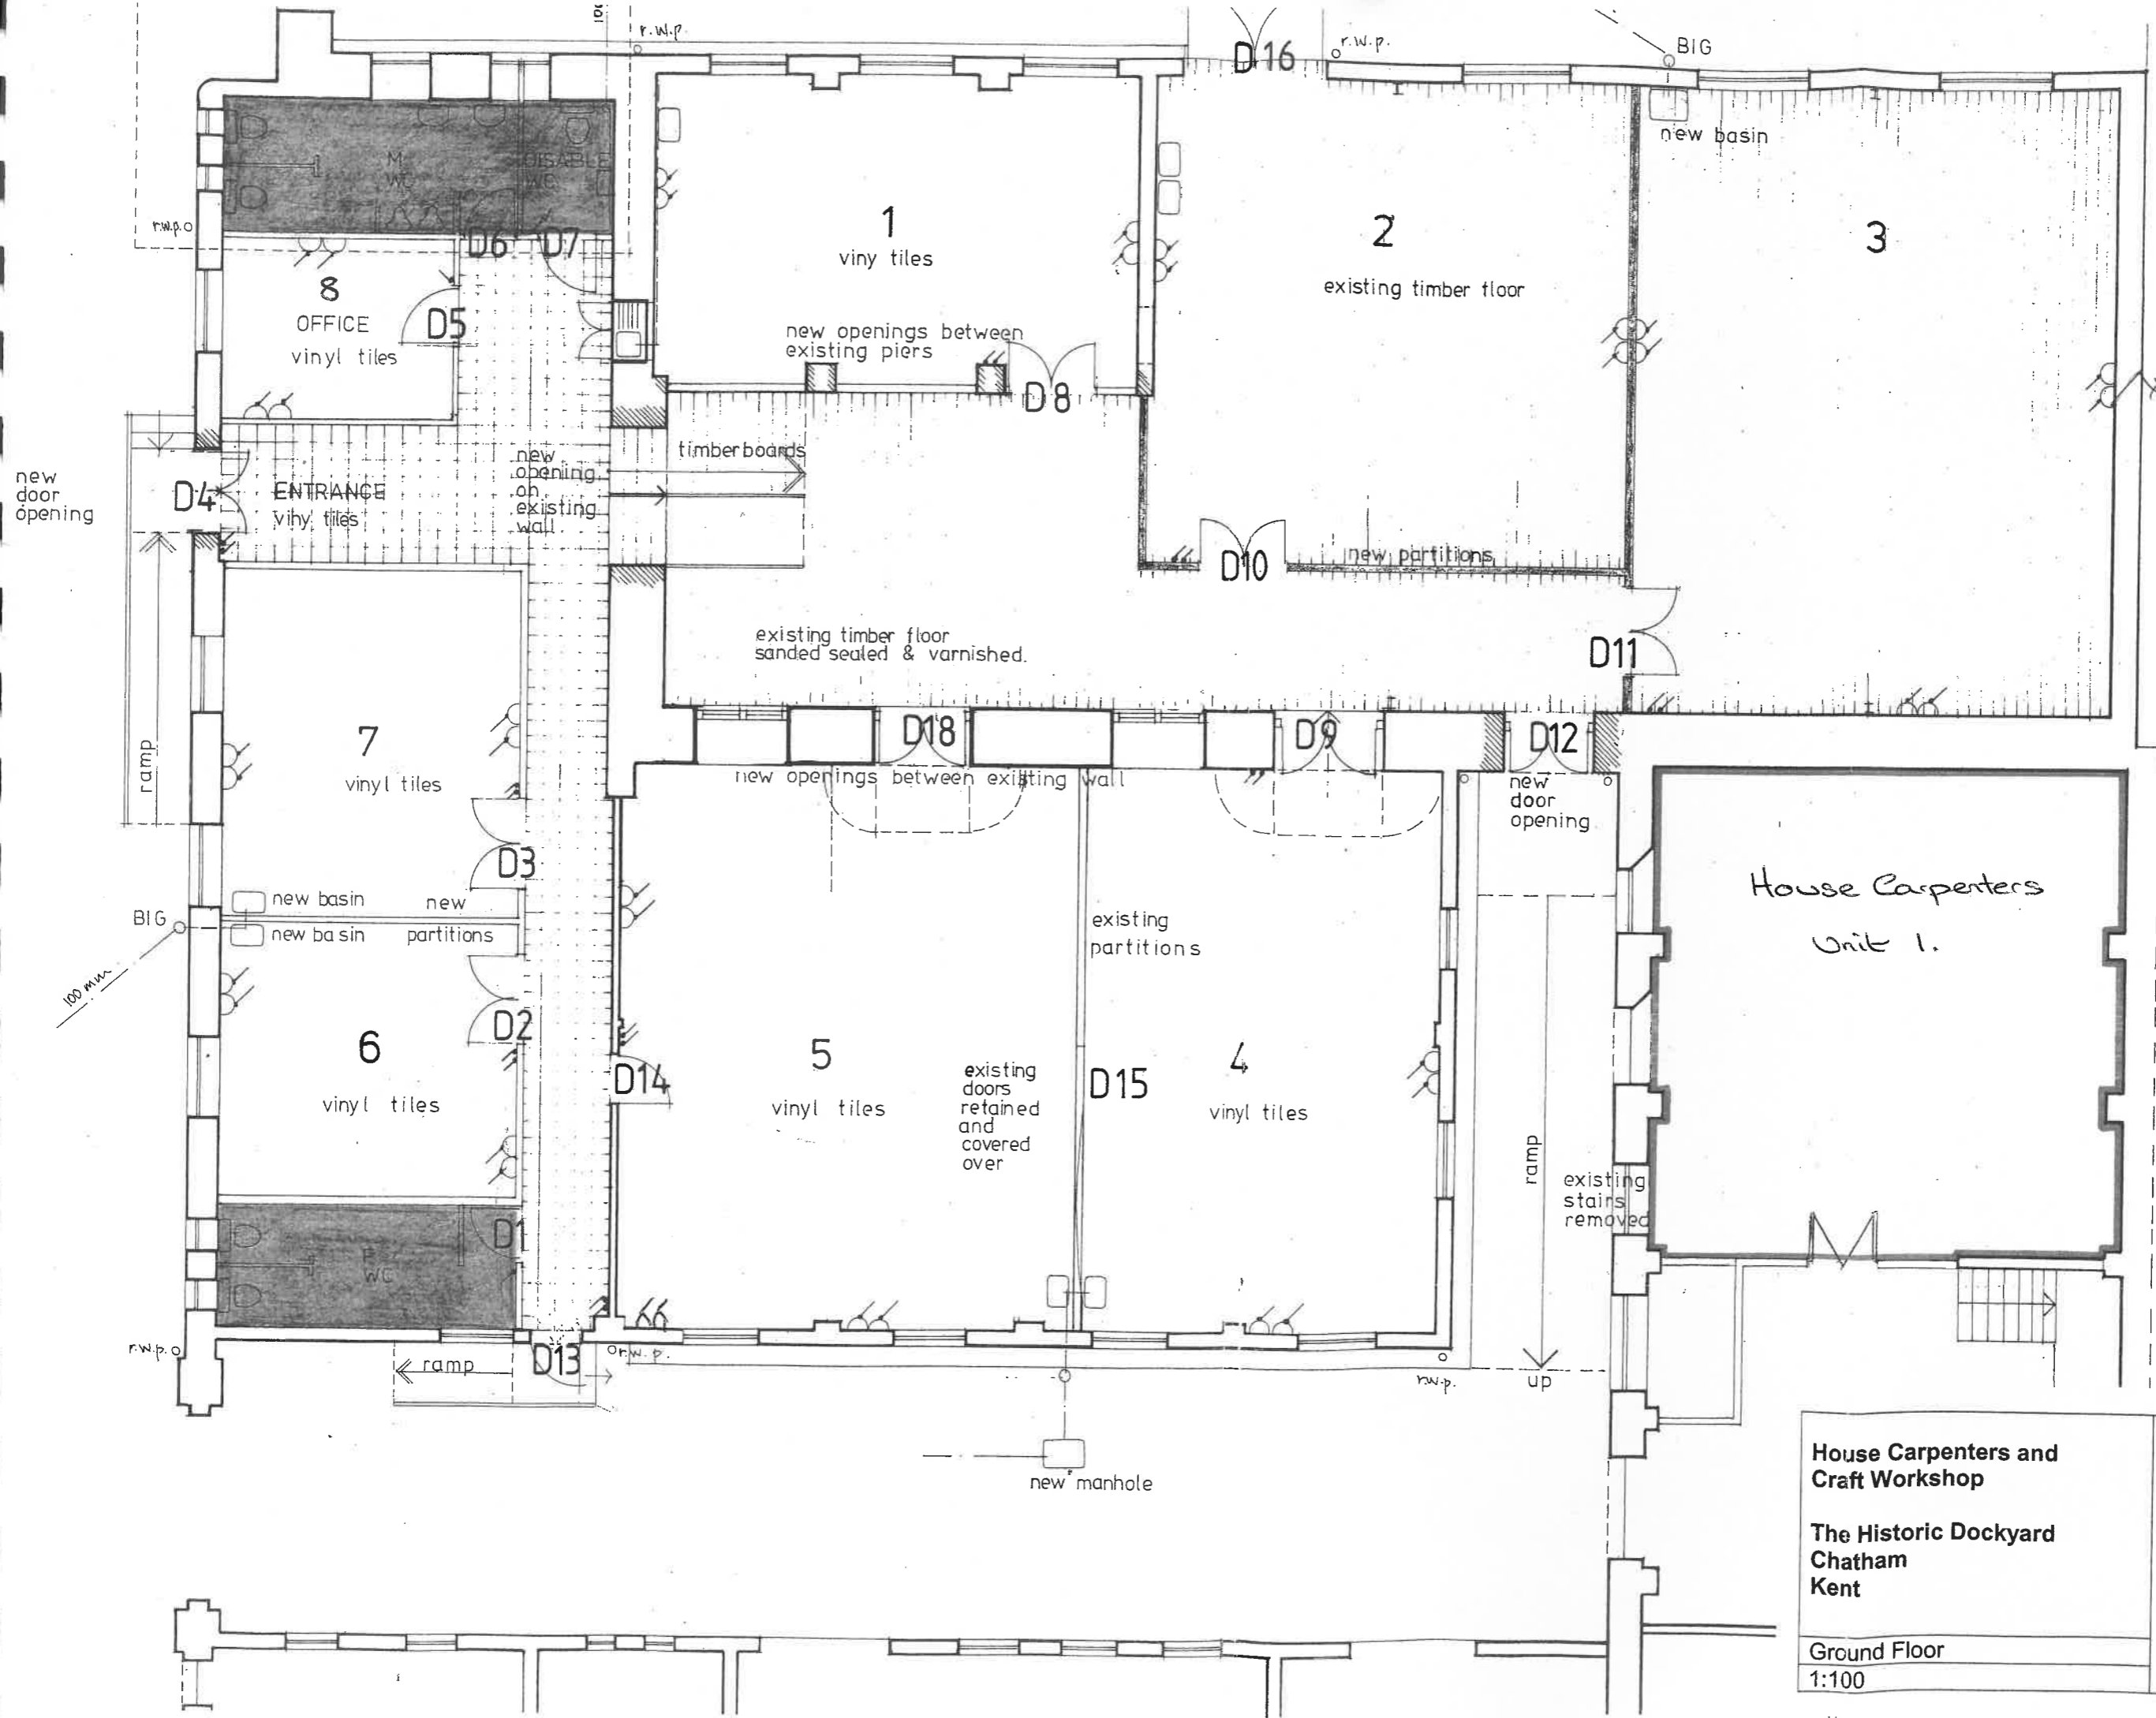 r.w.p.
D16
r.w.p.
BIG
new basin
M
WC
DISABLE
WC
r.w.p.
D6
D7
1
viny tiles
2
existing timber floor
3
8
OFFICE
vinyl tiles
D5
new openings between
existing piers
D8
timberboards
new
door
opening
D4
ENTRANCE
viny tiles
new
opening
on
existing
wall
D10
new partitions
existing timber floor
sanded sealed & varnished.
D11
D18
D9
D12
new openings between existing wall
new
door
opening
ramp
7
vinyl tiles
D3
new basin
new
BIG
new basin
partitions
100 mm
existing
partitions
House Carpenters
Unit 1.
D2
6
vinyl tiles
D14
5
vinyl tiles
existing
doors
retained
and
covered
over
D15
4
vinyl tiles
ramp
existing
stairs
removed
D1
F
WC
r.w.p.
ramp
D13
r.w.p.
r.w.p.
up
new manhole
House Carpenters and
Craft Workshop
The Historic Dockyard
Chatham
Kent
Ground Floor
1:100